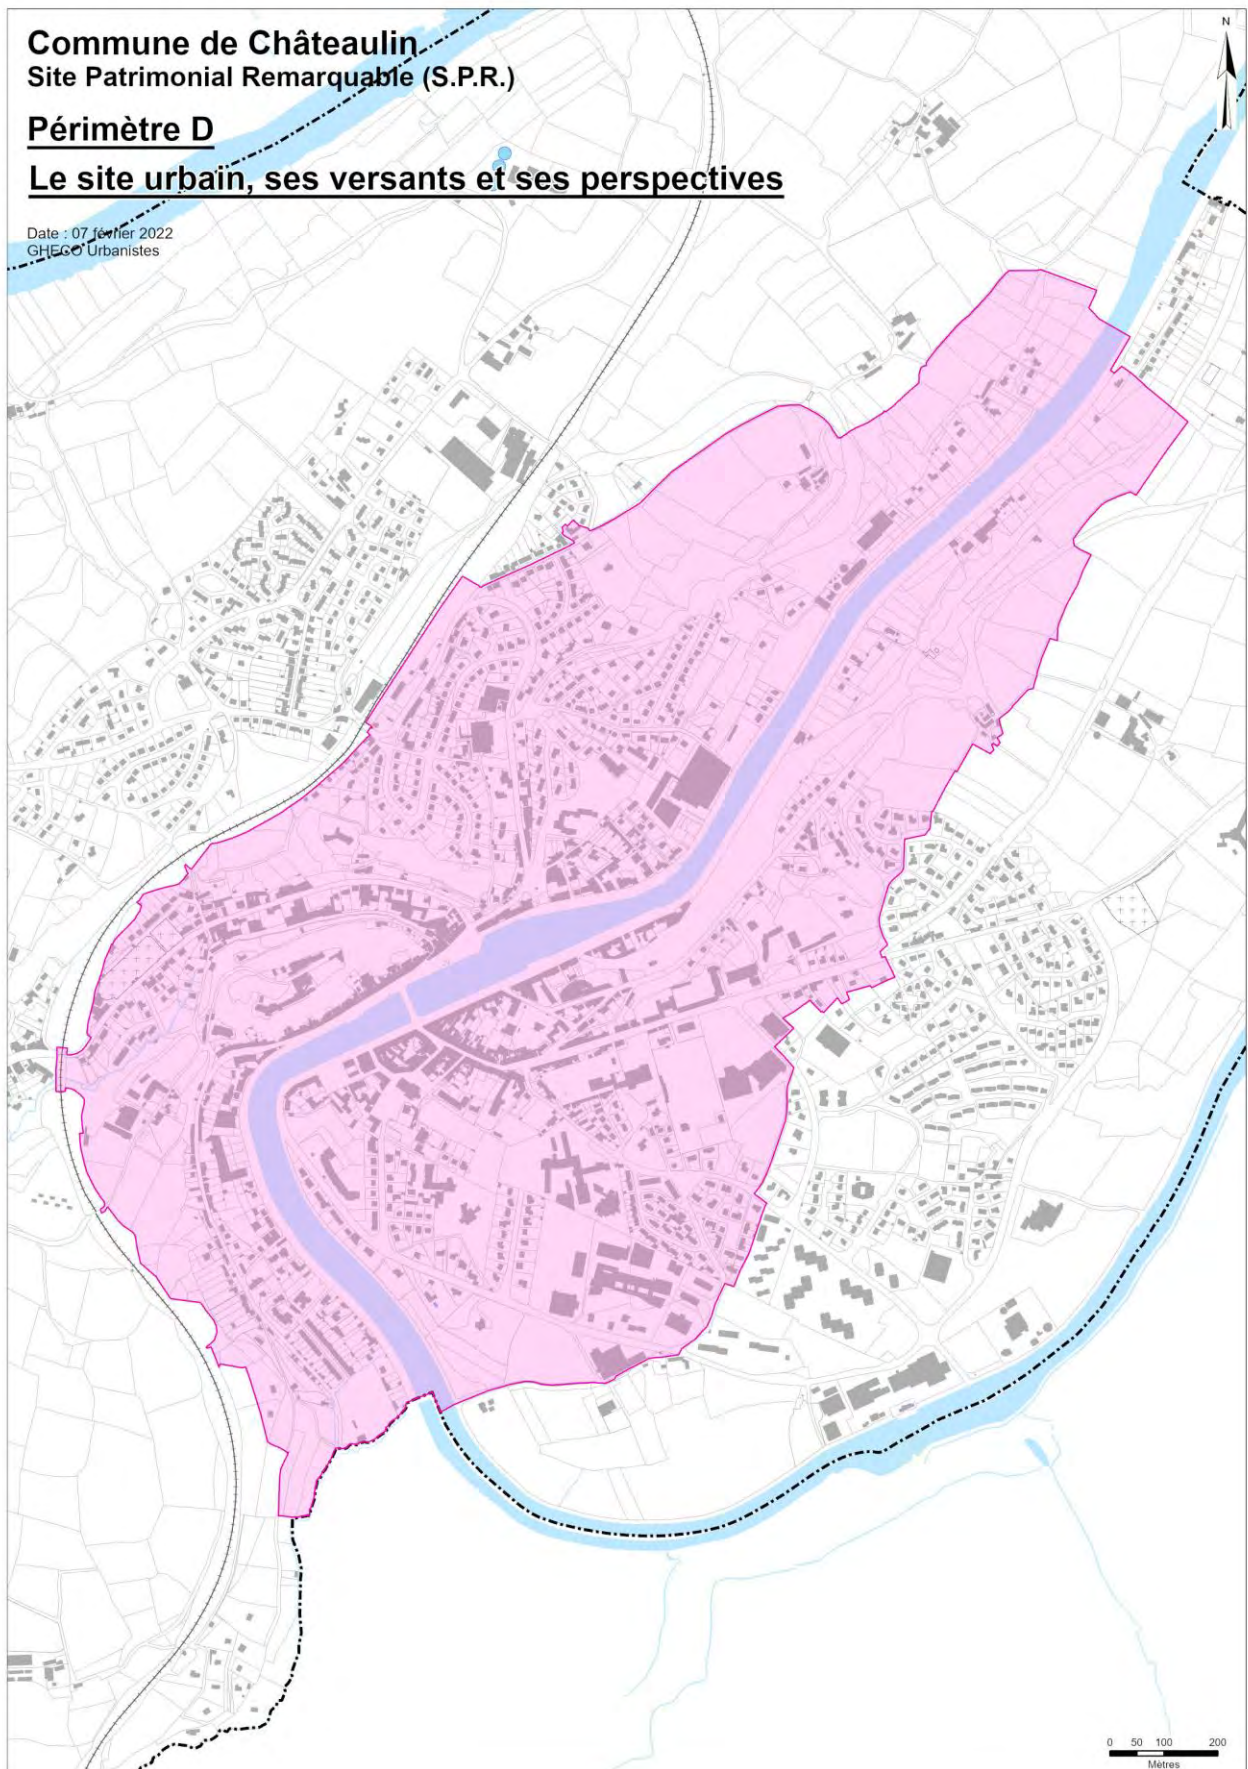 Commune de Châteaulin
Site Patrimonial Remarquable (S.P.R.)
Périmètre D
Le site urbain, ses versants et ses perspectives
Date : 07 février 2022
GHECO Urbanistes
N
0 50 100 200
Mètres